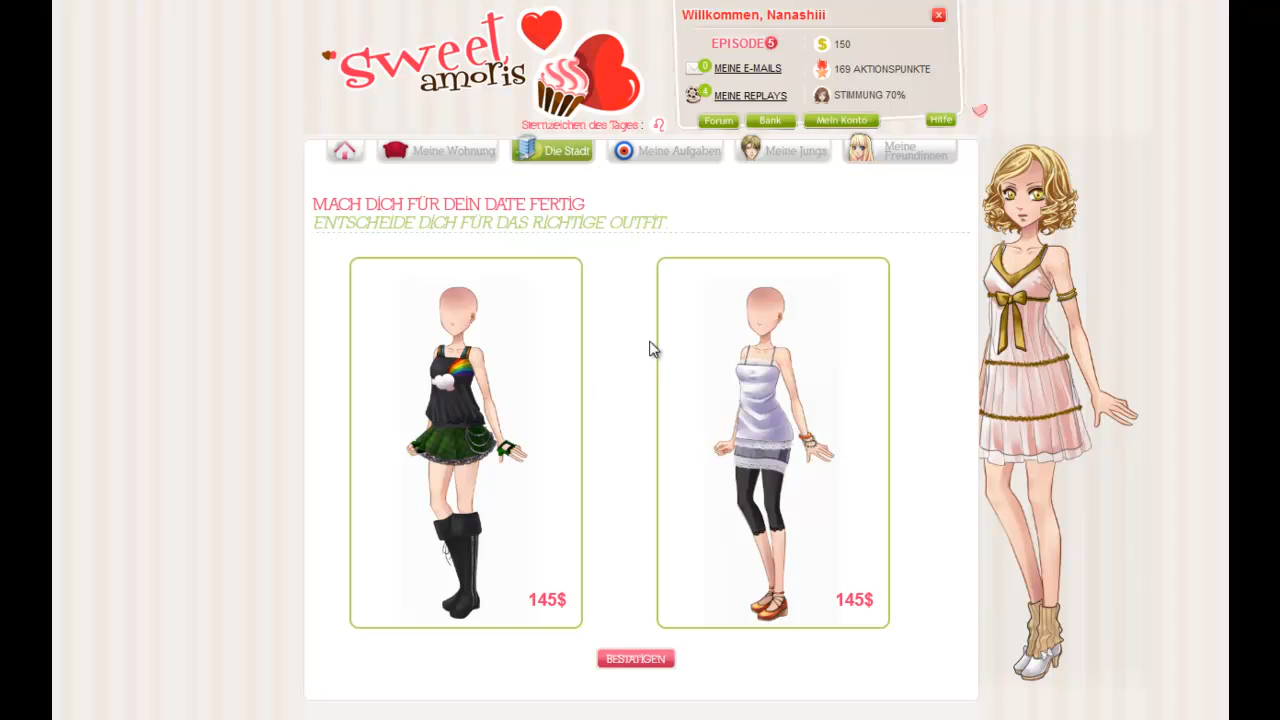 sweet
amoris
Sternzeichen des Tages :
Willkommen, Nanashiii
x
EPISODE 5
$ 150
0 MEINE E-MAILS
169 AKTIONSPUNKTE
4 MEINE REPLAYS
STIMMUNG 70%
Forum
Bank
Mein Konto
Hilfe
Meine Wohnung
Die Stadt
Meine Aufgaben
Meine Jungs
Meine
Freundinnen
MACH DICH FÜR DEIN DATE FERTIG
ENTSCHEIDE DICH FÜR DAS RICHTIGE OUTFIT.
145$
145$
BESTÄTIGEN